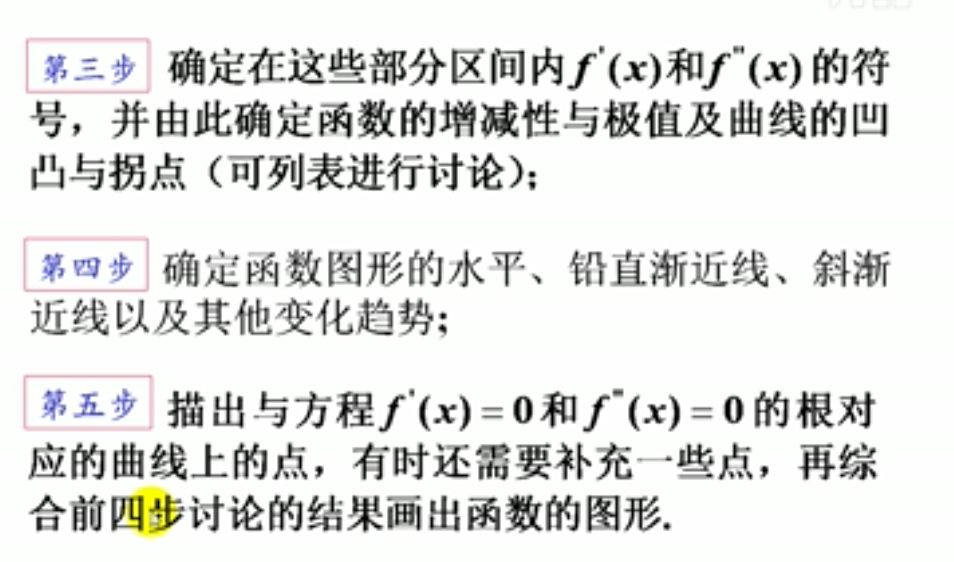 第三步 确定在这些部分区间内f'(x)和f"(x)的符
号，并由此确定函数的增减性与极值及曲线的凹
凸与拐点（可列表进行讨论）；
第四步 确定函数图形的水平、铅直渐近线、斜渐
近线以及其他变化趋势；
第五步 描出与方程f'(x)=0和f"(x)=0的根对
应的曲线上的点，有时还需要补充一些点，再综
合前四步讨论的结果画出函数的图形.